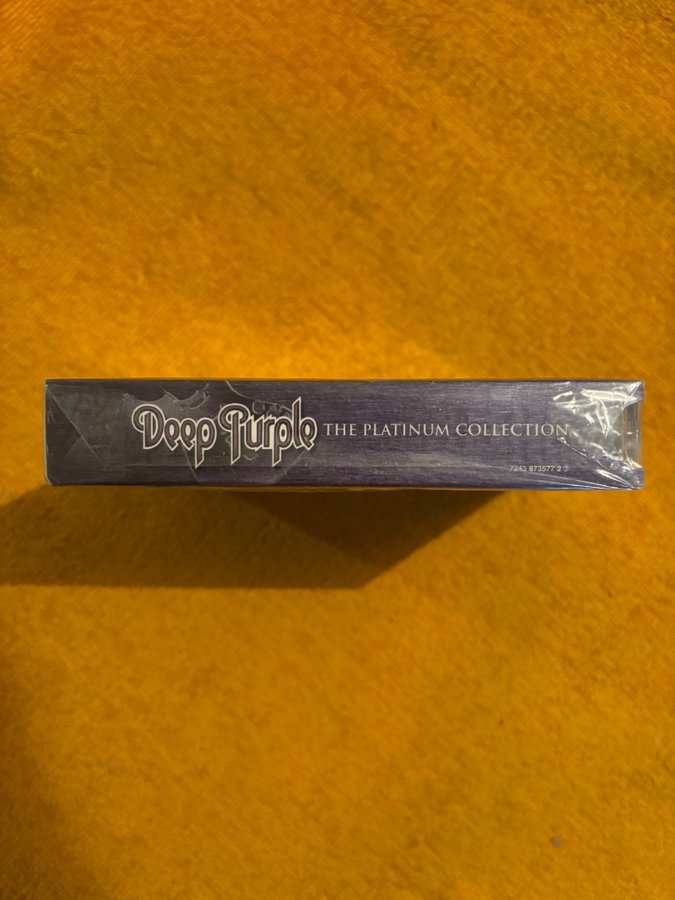 Deep Purple THE PLATINUM COLLECTION
7243 873577 2 3